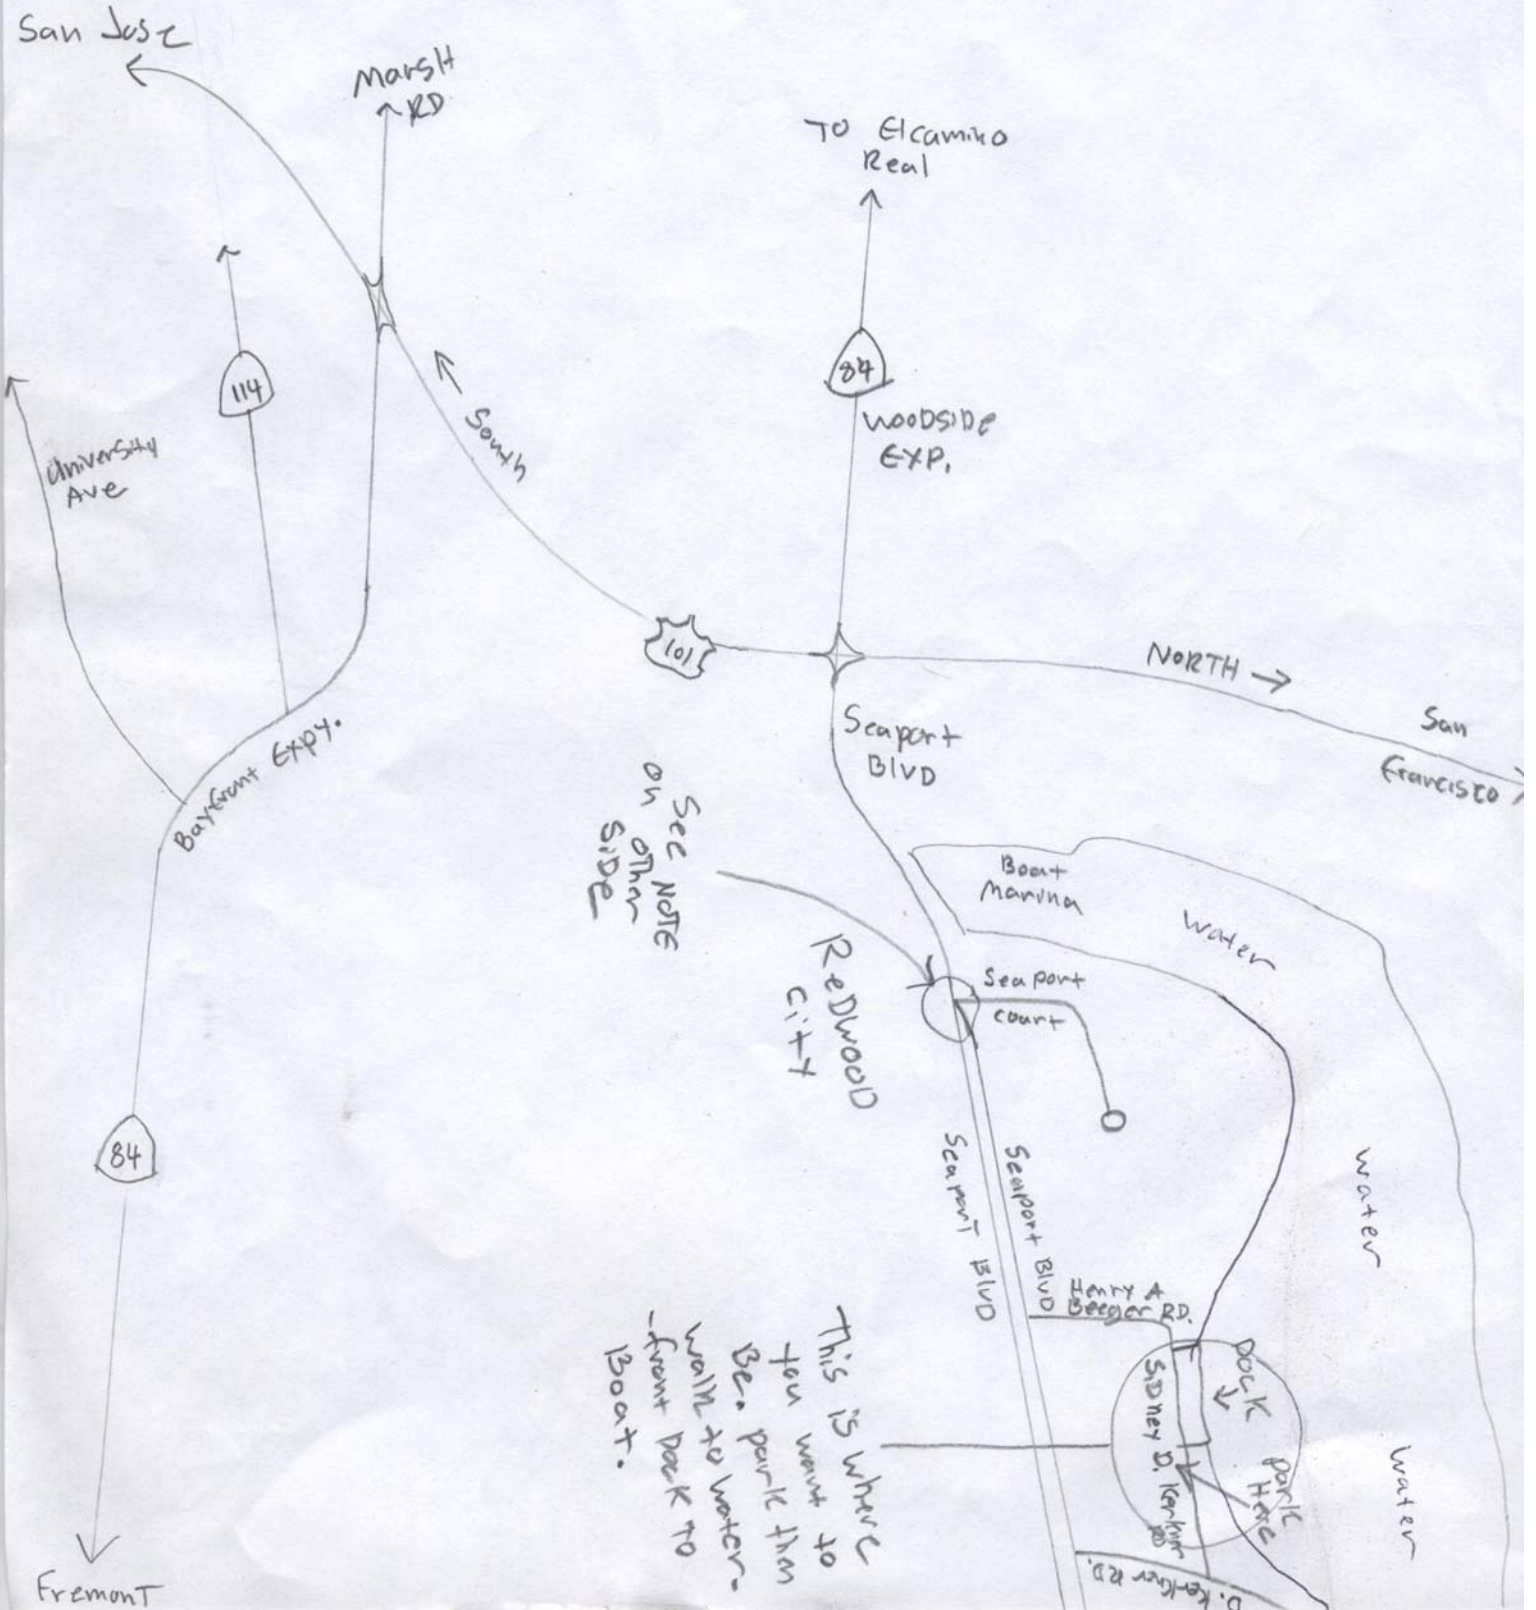 San Jose
Marsh
RD
To Elcamino
Real
114
84
University
Ave
South
WOODSIDE
EXP.
101
NORTH →
San
Francisco
Seaport
BLVD
Bayfront Expy.
See NOTE
on other
SIDE
Boat
Marina
Water
ReDWOOD
City
Seaport
court
Seaport BlvD
Seaport BlvD
Water
84
Henry A
Beeger RD.
Dock
↓
Park
Here
This is where
you want to
Be. park then
walk to water-
front Dock to
Boat.
Water
FremonT